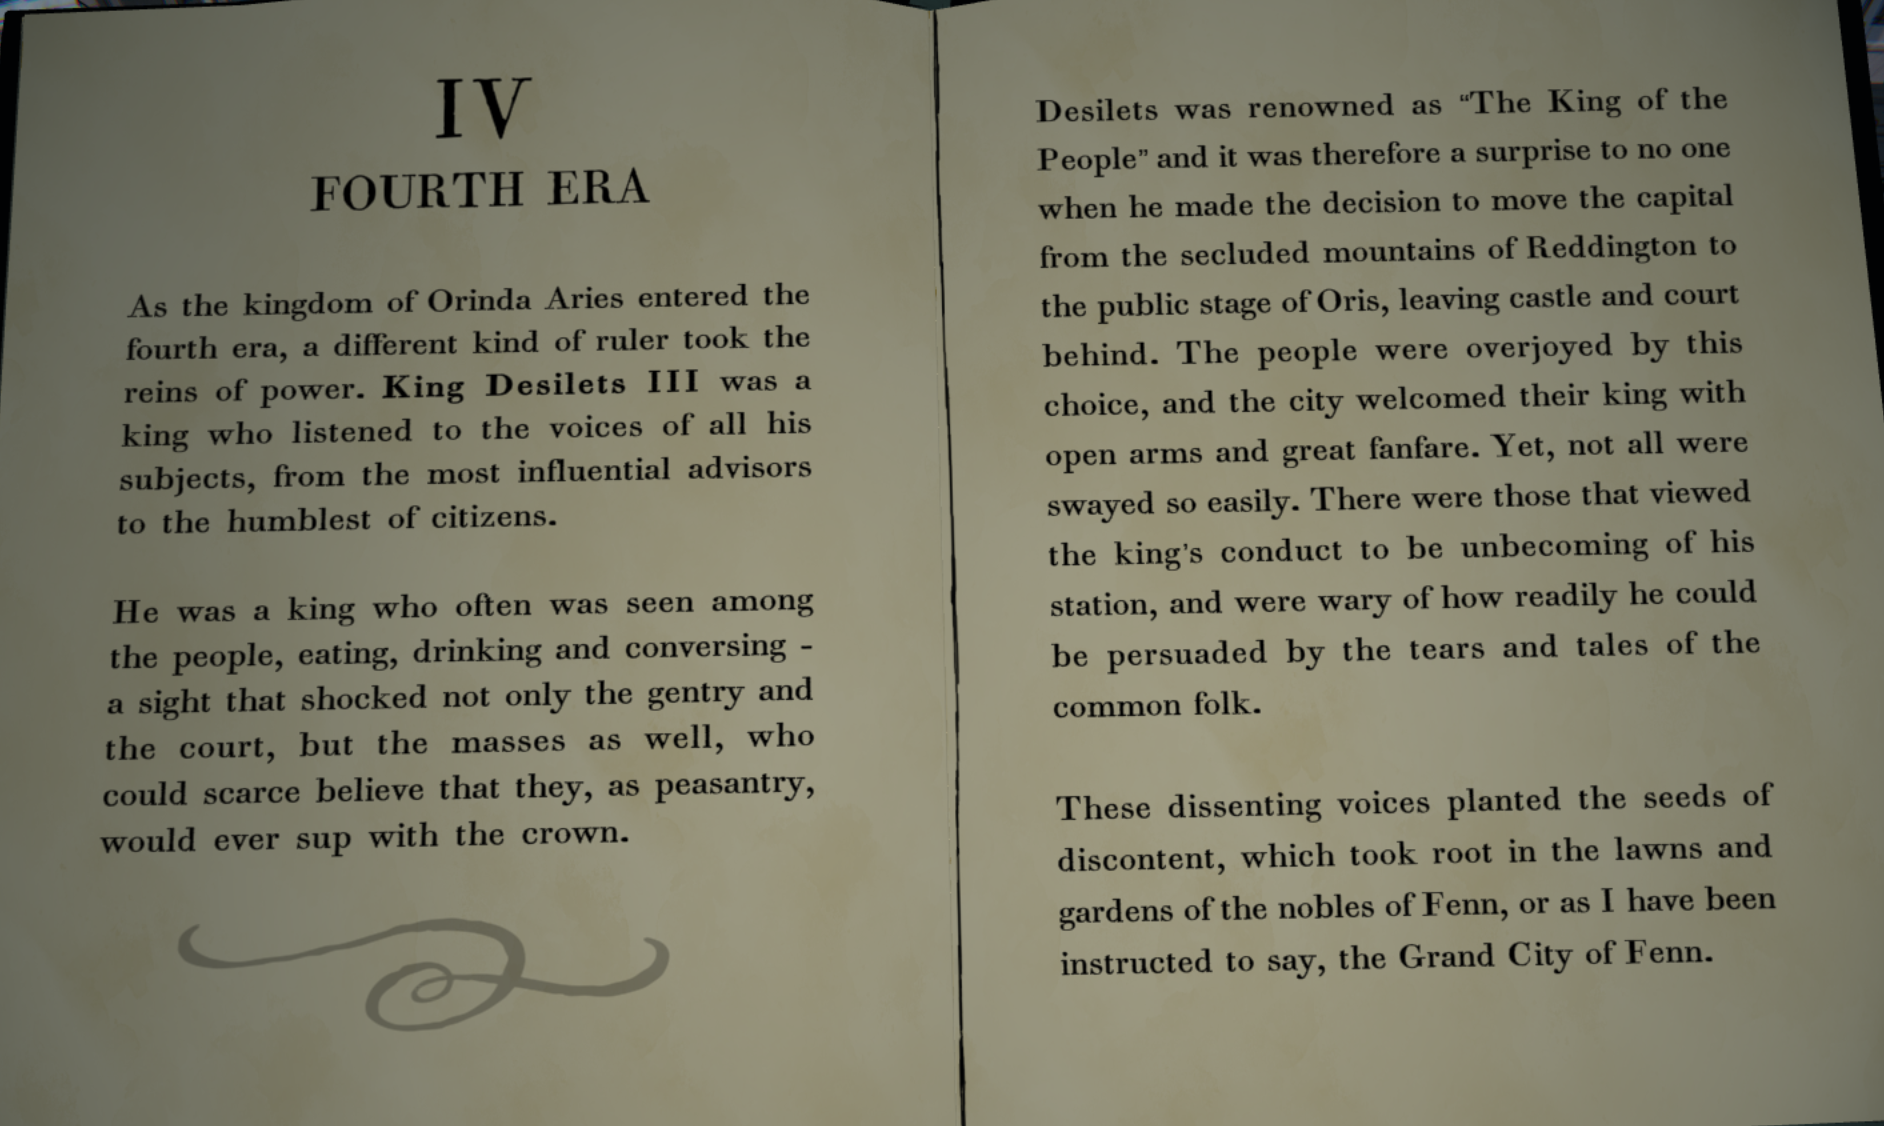 IV
FOURTH ERA
As the kingdom of Orinda Aries entered the
fourth era, a different kind of ruler took the
reins of power. King Desilets III was a
king who listened to the voices of all his
subjects, from the most influential advisors
to the humblest of citizens.
He was a king who often was seen among
the people, eating, drinking and conversing -
a sight that shocked not only the gentry and
the court, but the masses as well, who
could scarce believe that they, as peasantry,
would ever sup with the crown.
Desilets was renowned as “The King of the
People” and it was therefore a surprise to no one
when he made the decision to move the capital
from the secluded mountains of Reddington to
the public stage of Oris, leaving castle and court
behind. The people were overjoyed by this
choice, and the city welcomed their king with
open arms and great fanfare. Yet, not all were
swayed so easily. There were those that viewed
the king’s conduct to be unbecoming of his
station, and were wary of how readily he could
be persuaded by the tears and tales of the
common folk.
These dissenting voices planted the seeds of
discontent, which took root in the lawns and
gardens of the nobles of Fenn, or as I have been
instructed to say, the Grand City of Fenn.